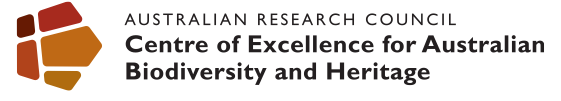 AUSTRALIAN RESEARCH COUNCIL
Centre of Excellence for Australian
Biodiversity and Heritage